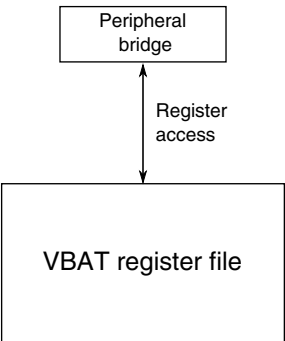 Peripheral
bridge
Register
access
VBAT register file